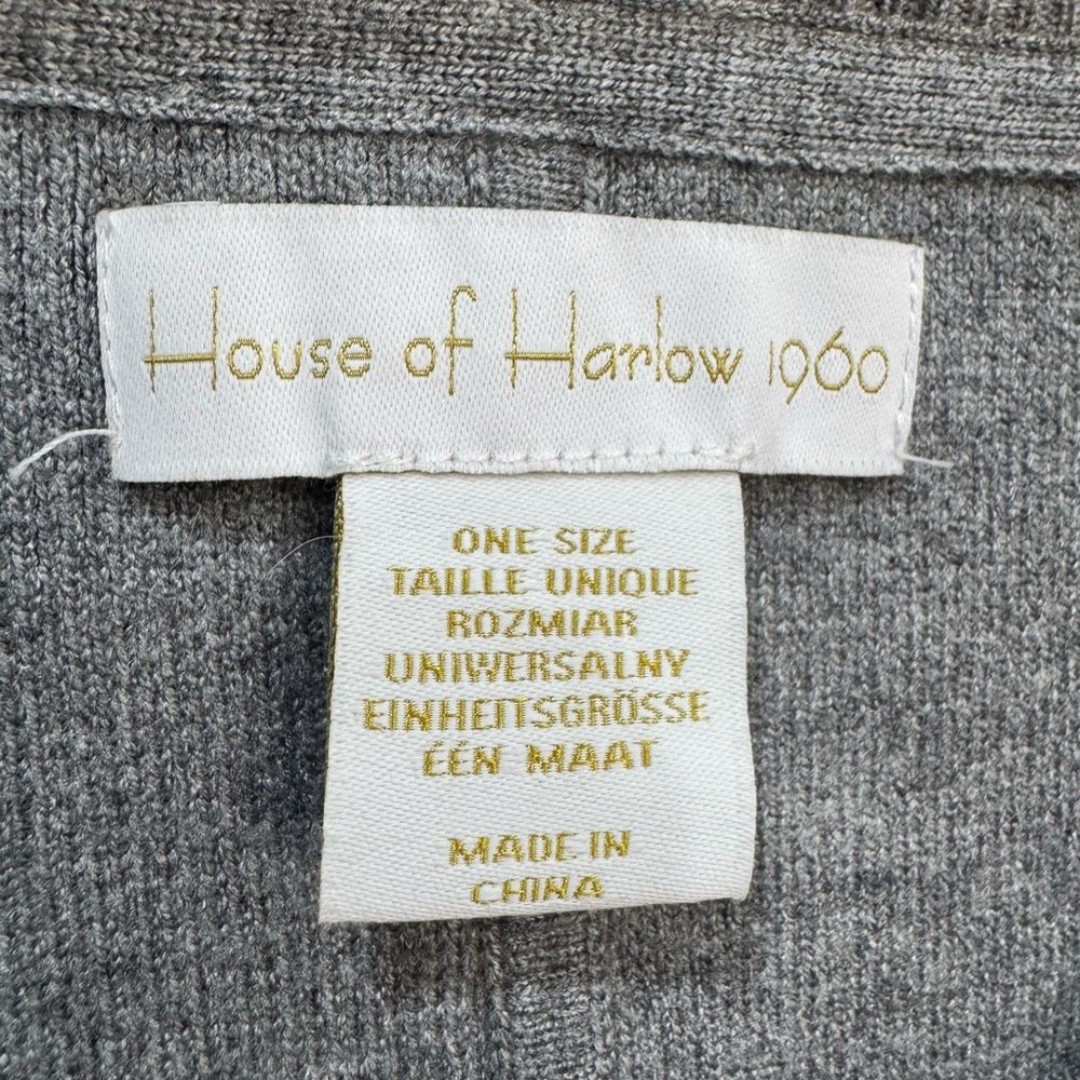 House of Harlow 1960
ONE SIZE
TAILLE UNIQUE
ROZMIAR
UNIWERSALNY
EINHEITSGRÖSSE
ÉÉN MAAT
MADE IN
CHINA